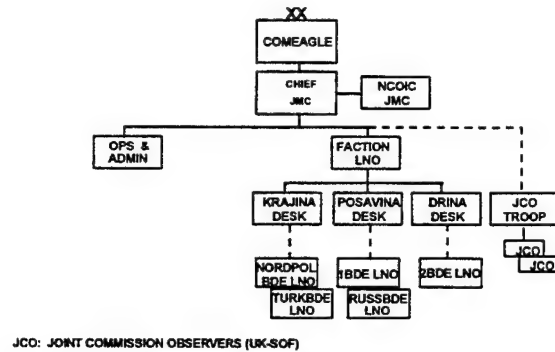 XX
COMEAGLE
CHIEF
JMC
NCOIC
JMC
OPS &
ADMIN
FACTION
LNO
KRAJINA
DESK
POSAVINA
DESK
DRINA
DESK
JCO
TROOP
JCO
JCO
NORDPOL
BDE LNO
TURKBDE
LNO
1BDE LNO
RUSSBDE
LNO
2BDE LNO
JCO: JOINT COMMISSION OBSERVERS (UK-SOF)